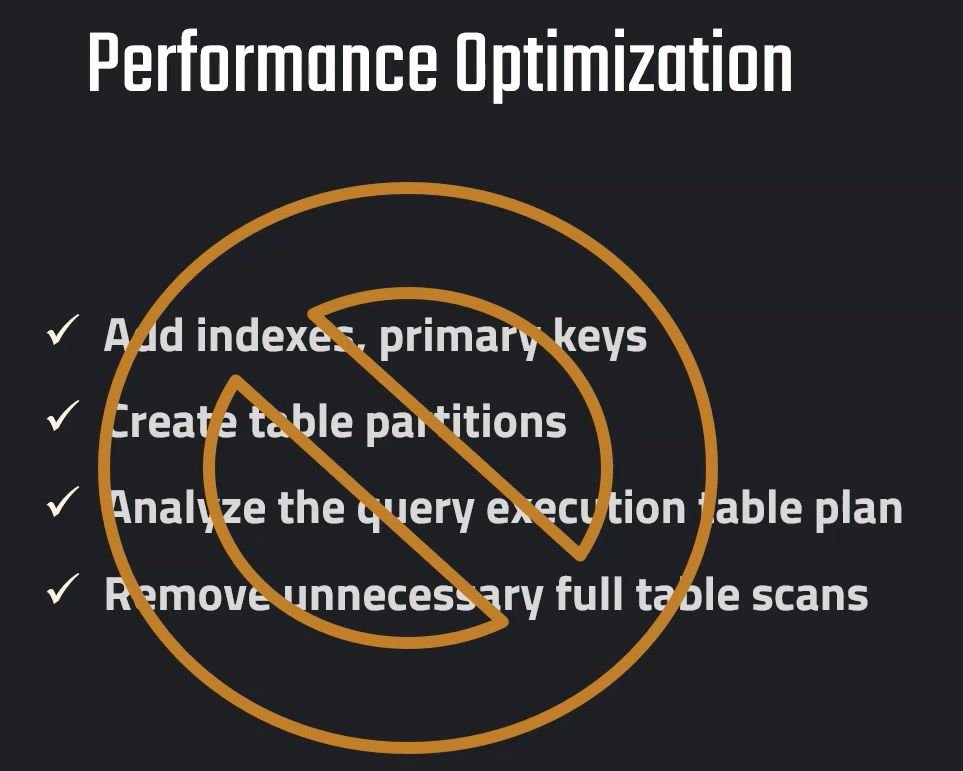 Performance Optimization
✓ Add indexes, primary keys
✓ Create table partitions
✓ Analyze the query execution table plan
✓ Remove unnecessary full table scans